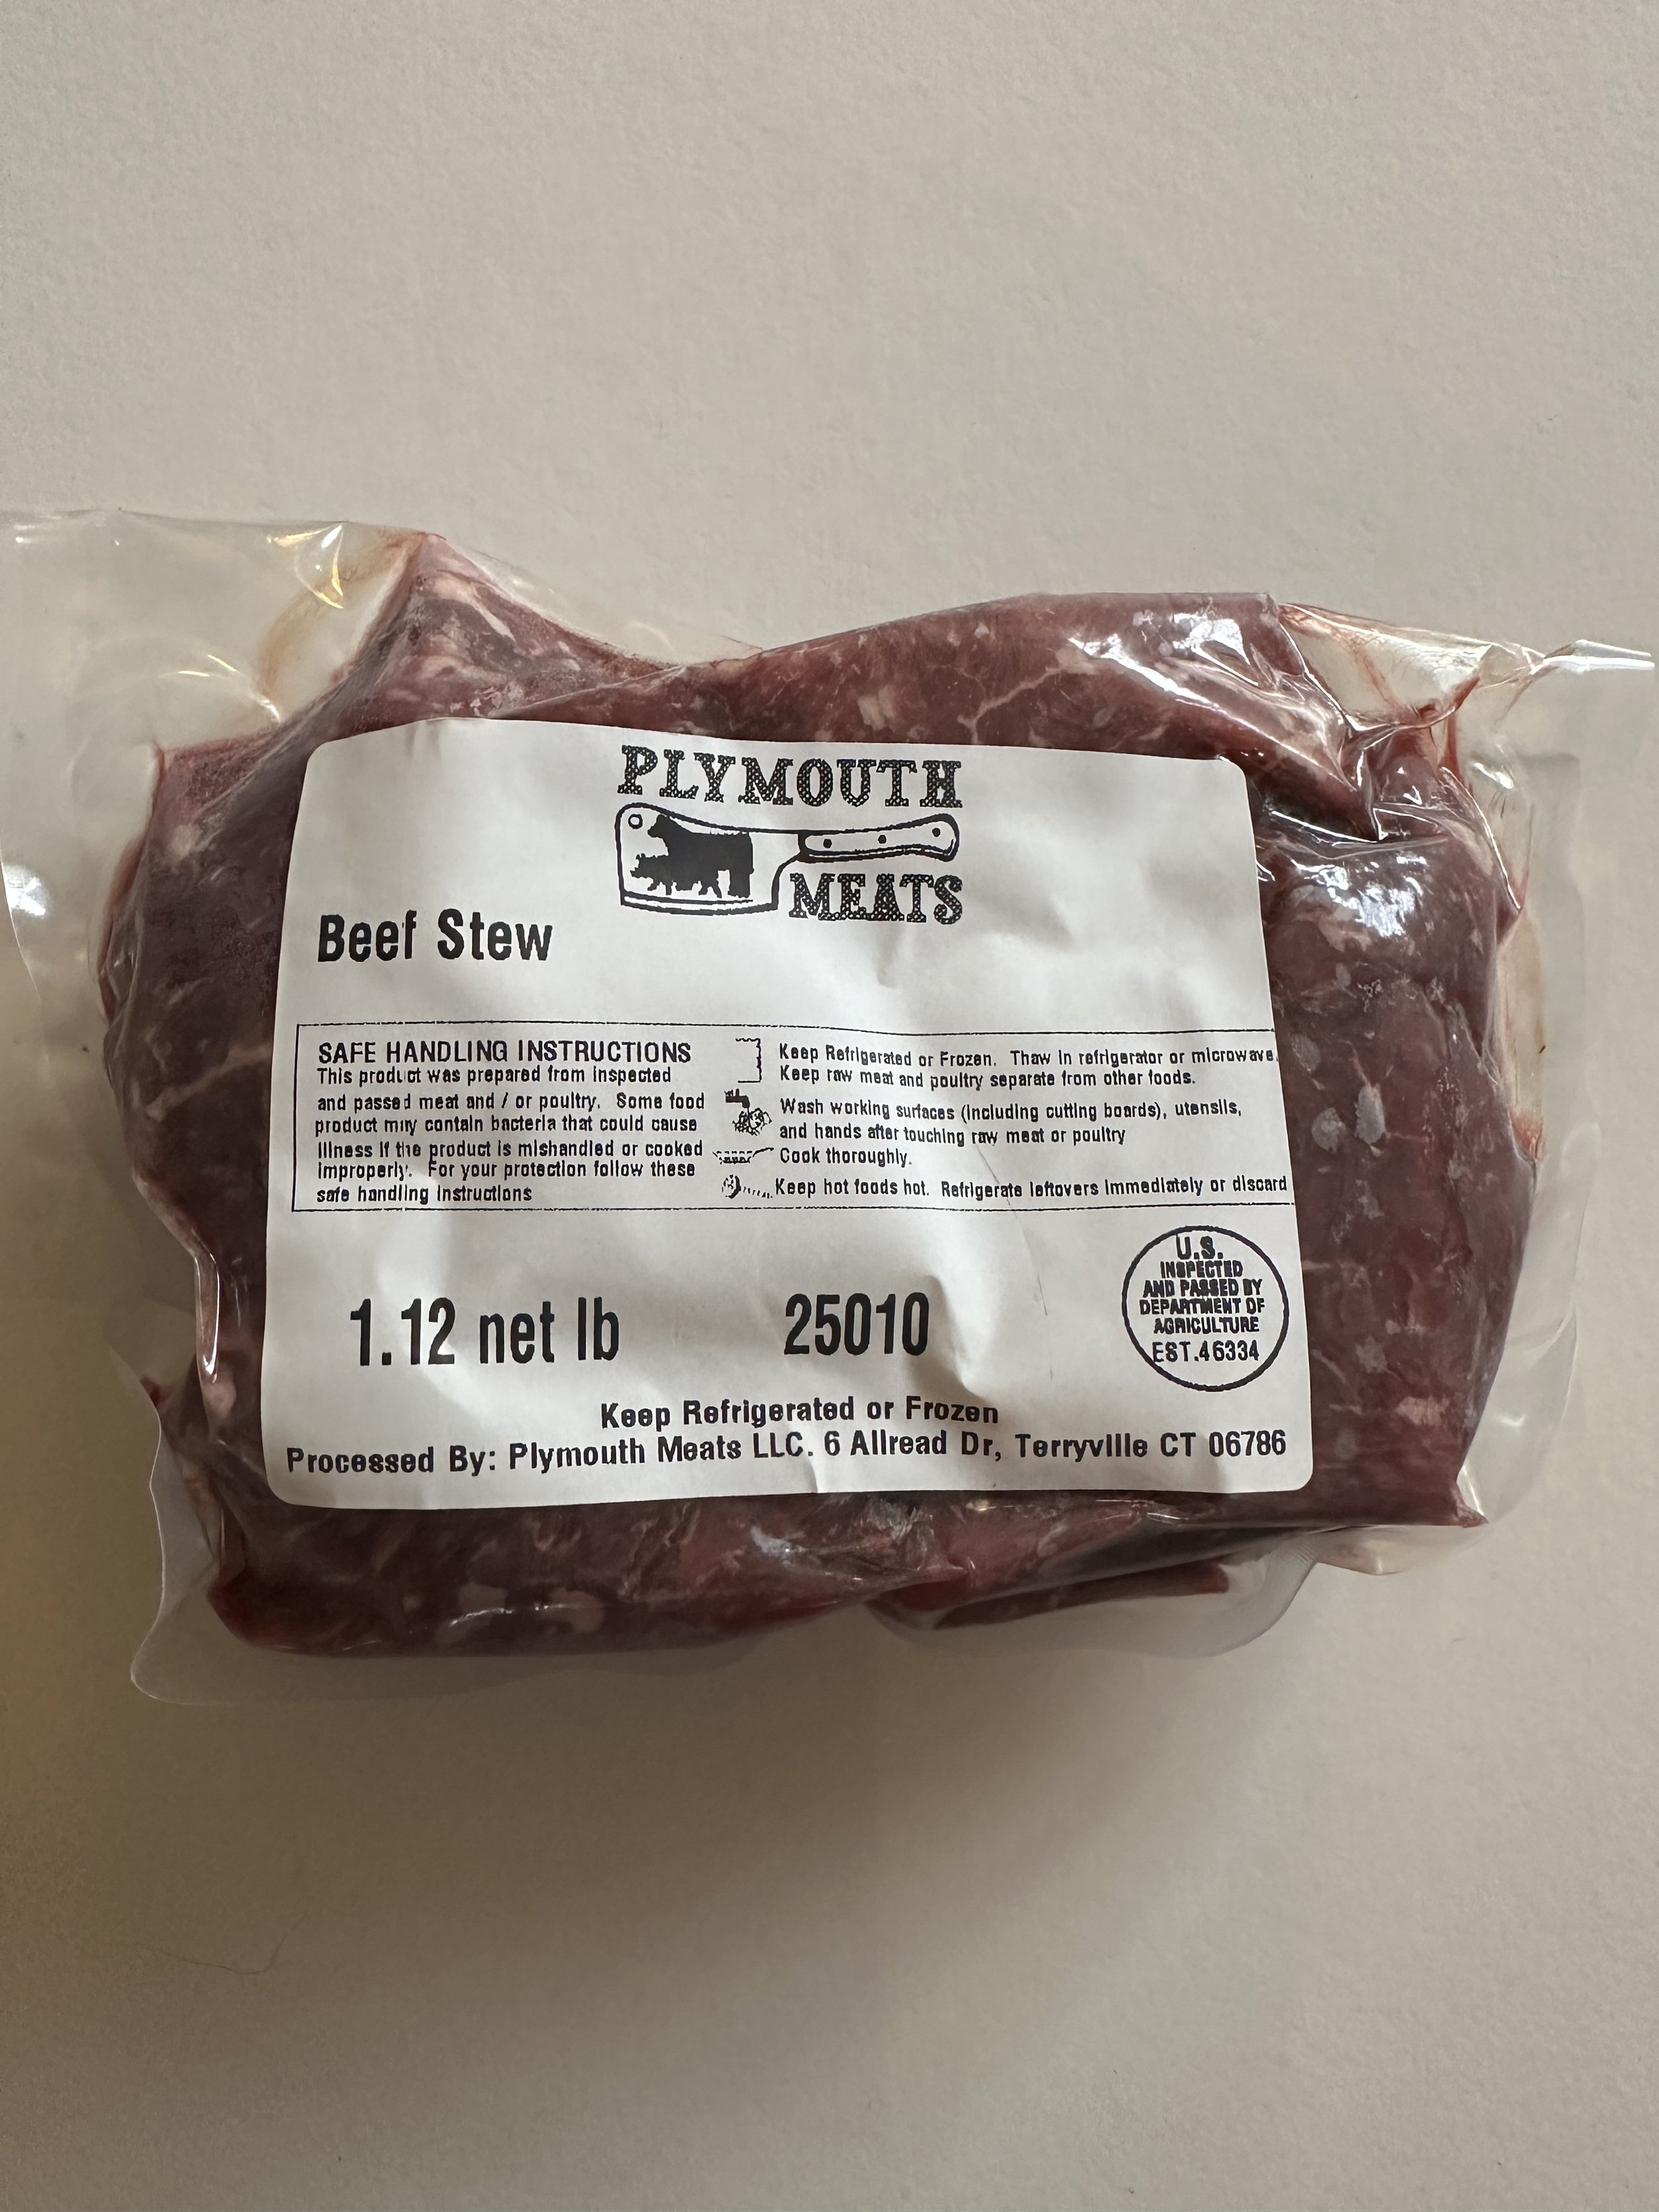 PLYMOUTH
MEATS
Beef Stew
SAFE HANDLING INSTRUCTIONS
This product was prepared from inspected
and passed meat and / or poultry. Some food
product may contain bacteria that could cause
illness if the product is mishandled or cooked
improperly. For your protection follow these
safe handling instructions
Keep Refrigerated or Frozen. Thaw in refrigerator or microwave.
Keep raw meat and poultry separate from other foods.
Wash working surfaces (including cutting boards), utensils,
and hands after touching raw meat or poultry
Cook thoroughly.
Keep hot foods hot. Refrigerate leftovers immediately or discard
1.12 net lb
25010
U.S.
INSPECTED
AND PASSED BY
DEPARTMENT OF
AGRICULTURE
EST.46334
Keep Refrigerated or Frozen
Processed By: Plymouth Meats LLC. 6 Allread Dr, Terryville CT 06786